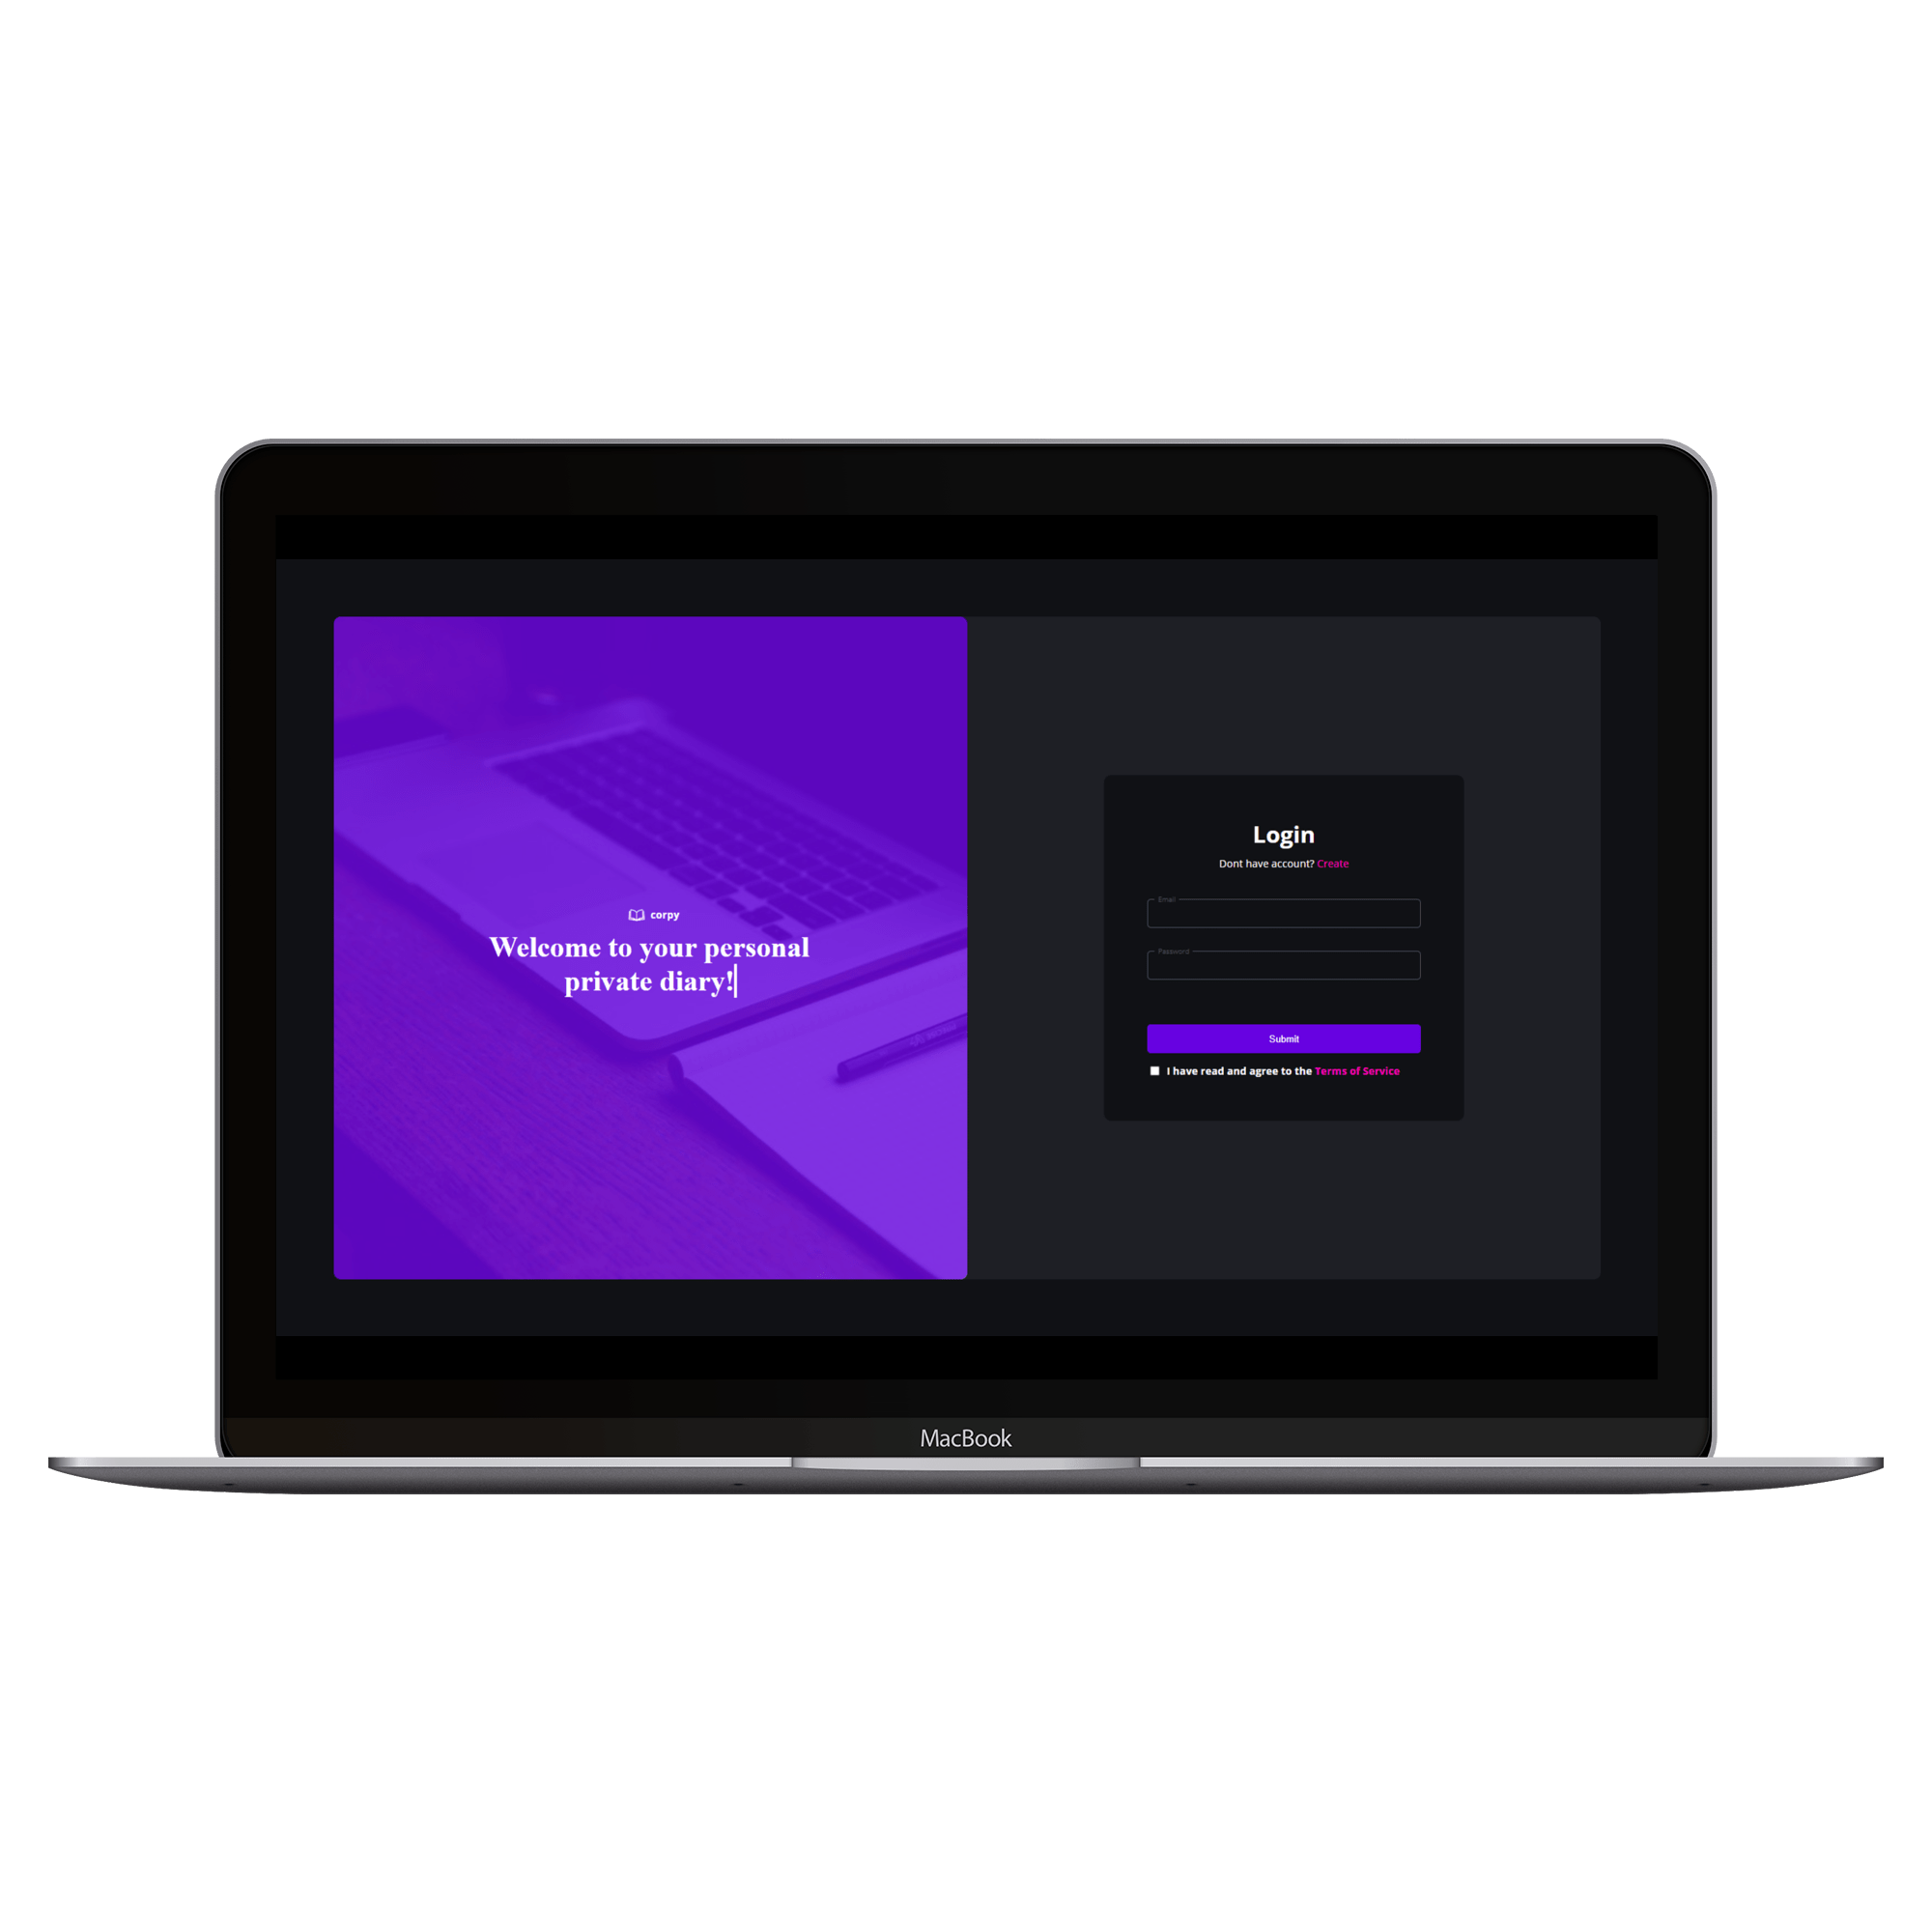 corpy
Welcome to your personal
private diary!
Login
Dont have account? Create
Email
Password
Submit
I have read and agree to the Terms of Service
MacBook